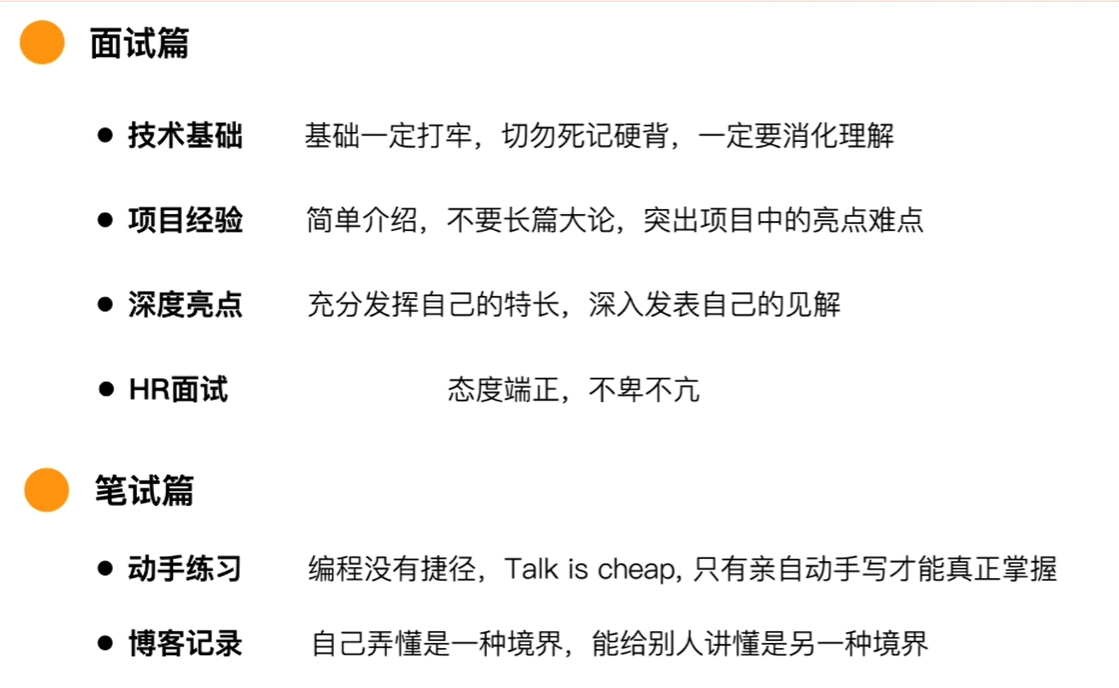 面试篇
技术基础 基础一定打牢，切勿死记硬背，一定要消化理解
项目经验 简单介绍，不要长篇大论，突出项目中的亮点难点
深度亮点 充分发挥自己的特长，深入发表自己的见解
HR面试 态度端正，不卑不亢
笔试篇
动手练习 编程没有捷径，Talk is cheap, 只有亲自动手写才能真正掌握
博客记录 自己弄懂是一种境界，能给别人讲懂是另一种境界